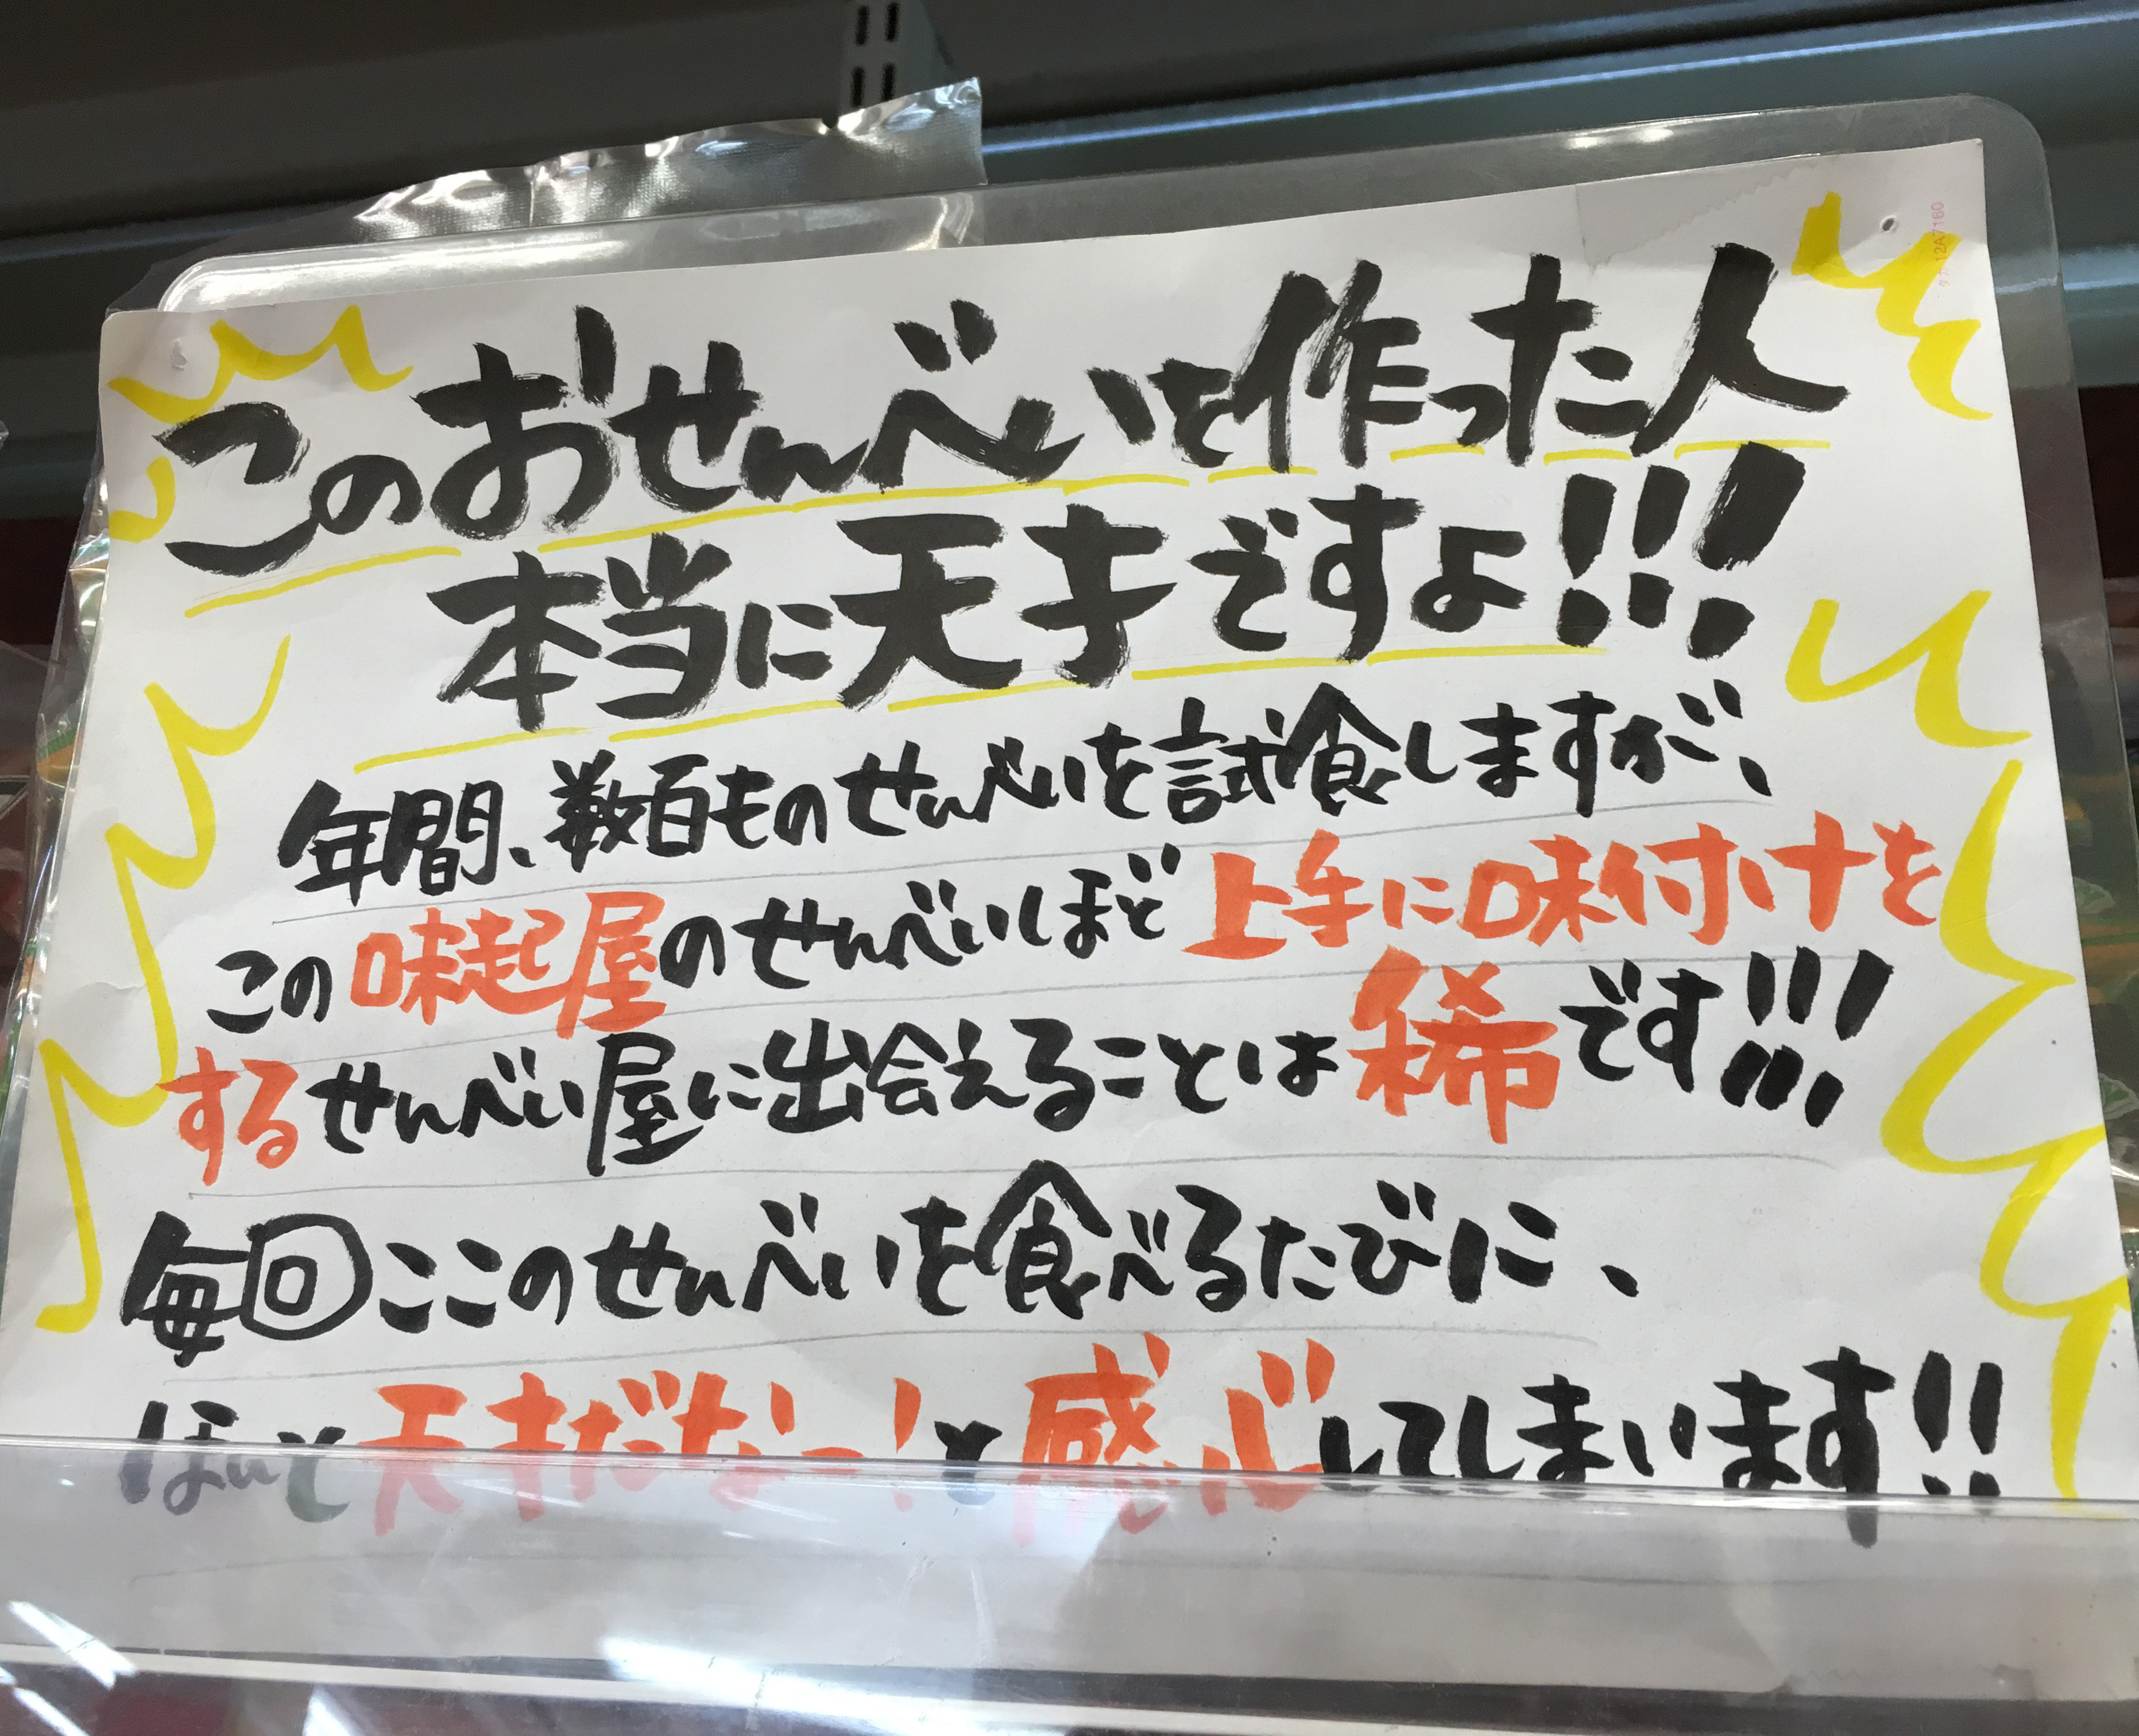 このおせんべいを作った人
本当に天才ですよ!!!
年間、数百ものせんべいを試食しますが、
この味起屋のせんべいほど上手に味付けを
するせんべい屋に出会えることは稀です!!!
毎回ここのせんべいを食べるたびに、
ほんと天才だなー!と感心してしまいます!!